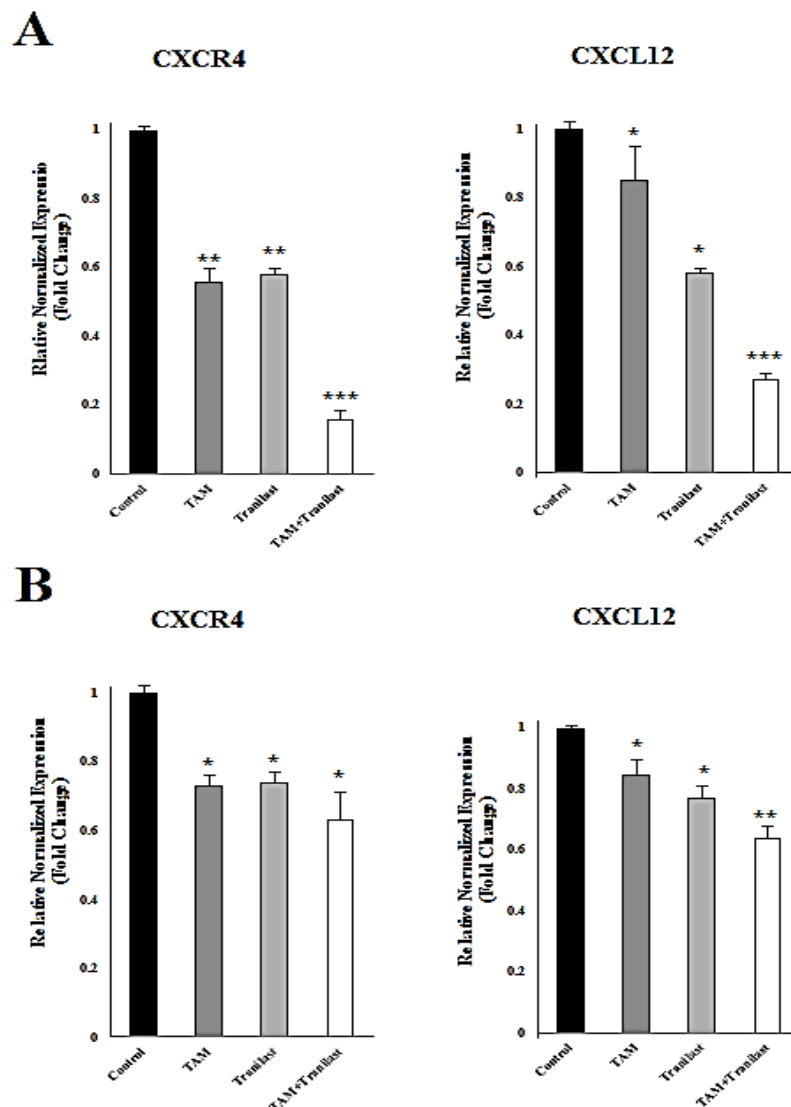 A
CXCR4
Rlative Normalized Expressio
(Fold Change)
1
0.8
0.6
0.4
0.2
0
**
**
***
Control
TAM
Tranilast
TAM+Tranilast
CXCL12
Relative Normalized Expression
(Fold Change)
1
0.8
0.6
0.4
0.2
0
*
*
***
Control
TAM
Tranilast
TAM+Tranilast
B
CXCR4
Relative Normalized Expression
(Fold Change)
1
0.8
0.6
0.4
0.2
0
*
*
*
Control
TAM
Tranilast
TAM+Tranilast
CXCL12
Relative Normalized Expression
(Fold Change)
1
0.8
0.6
0.4
0.2
0
*
*
**
Control
TAM
Tranilast
TAM+Tranilast